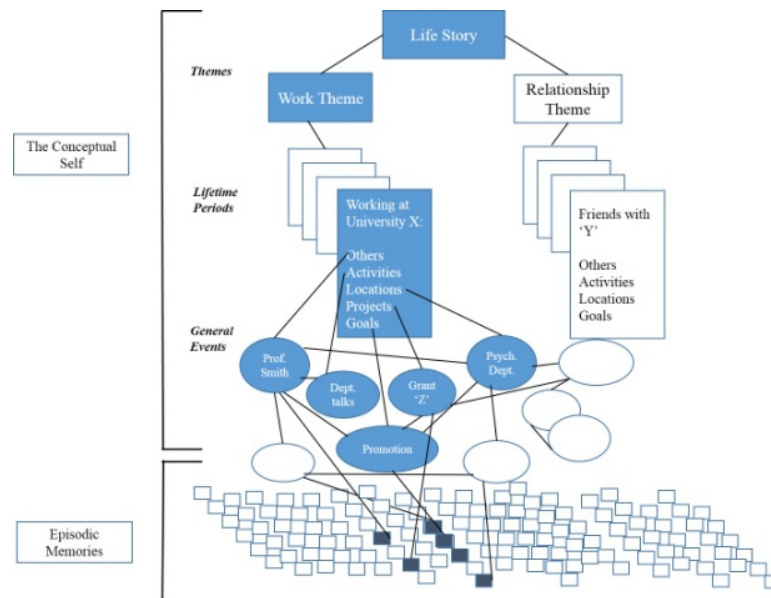 Life Story
Themes
Work Theme
Relationship
Theme
The Conceptual
Self
Lifetime
Periods
Working at
University X:
Others
Activities
Locations
Projects
Goals
Friends with
‘Y’
Others
Activities
Locations
Goals
General
Events
Prof.
Smith
Dept.
talks
Grant
‘Z’
Psych.
Dept.
Promotion
Episodic
Memories